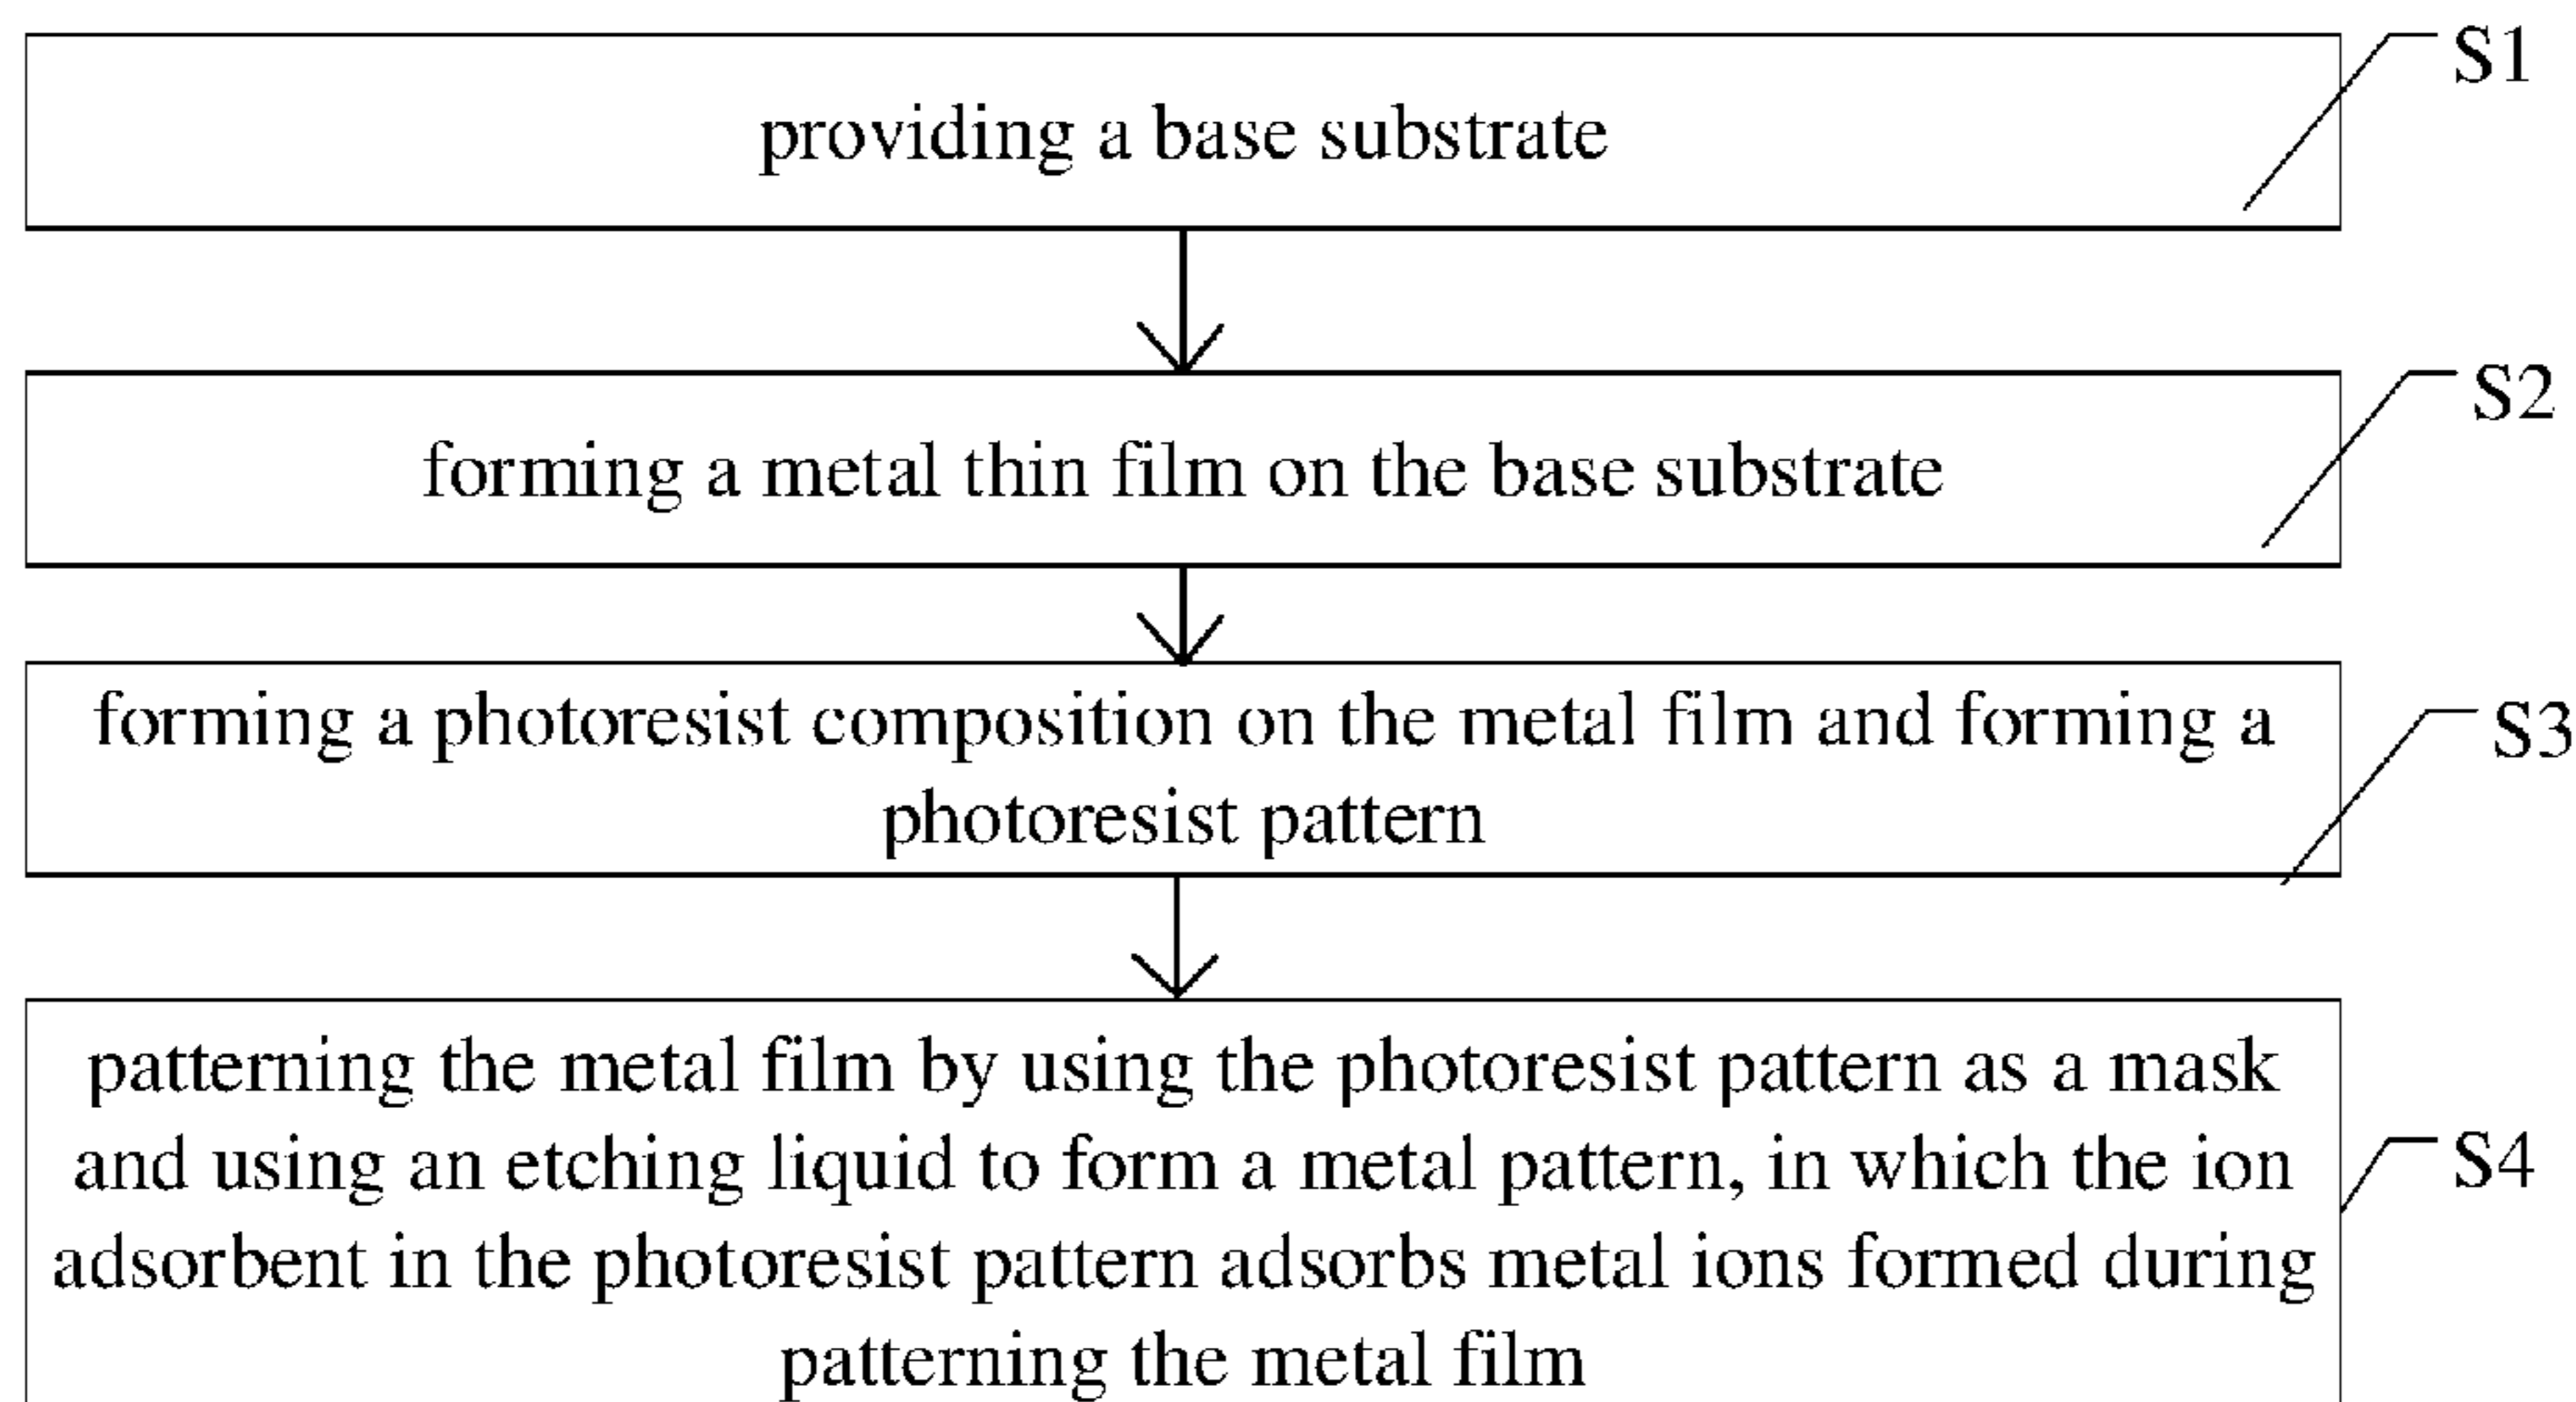 S1
providing a base substrate
S2
forming a metal thin film on the base substrate
S3
forming a photoresist composition on the metal film and forming a
photoresist pattern
S4
patterning the metal film by using the photoresist pattern as a mask
and using an etching liquid to form a metal pattern, in which the ion
adsorbent in the photoresist pattern adsorbs metal ions formed during
patterning the metal film